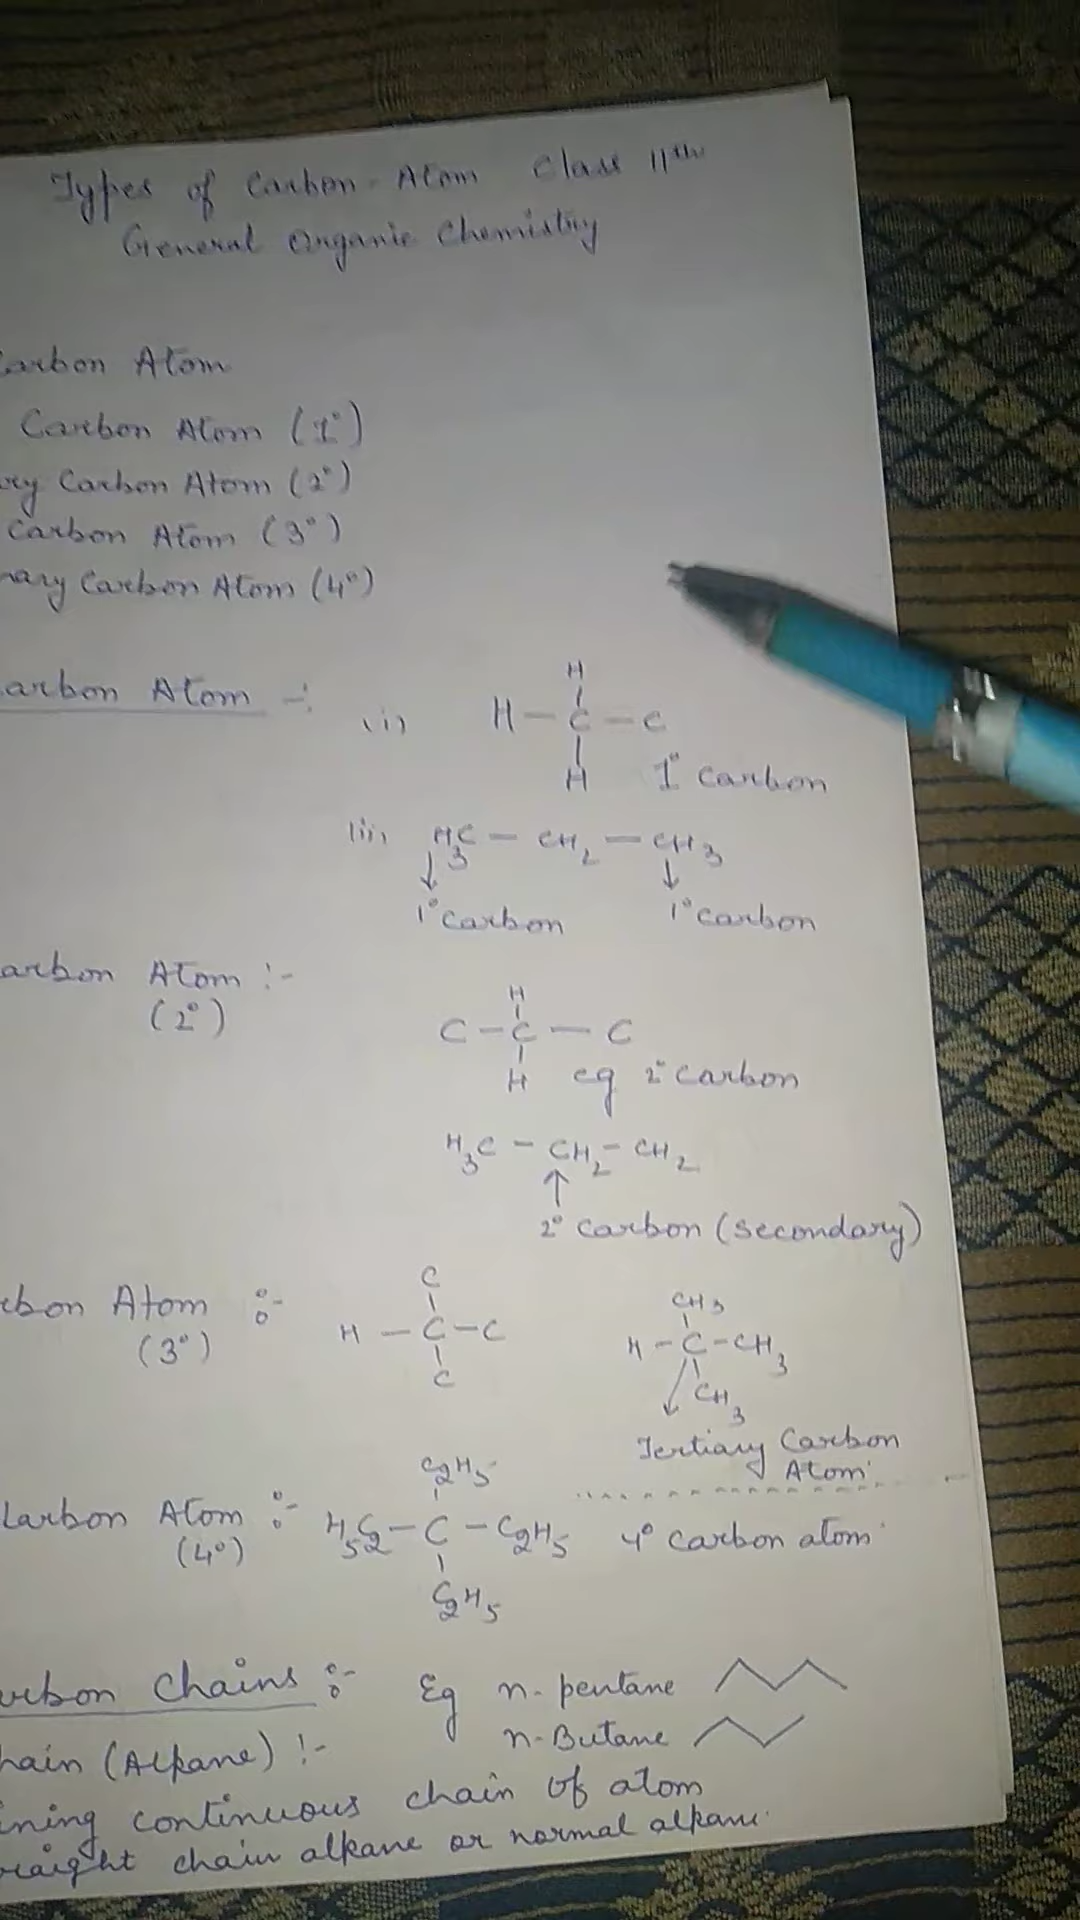 Types of Carbon Atom Class 11th
General Organic Chemistry
Carbon Atom
Carbon Atom (1°)
Carbon Atom (2°)
Carbon Atom (3°)
Carbon Atom (4°)
Carbon Atom :-
(i)
H
H - C - C
H 1° Carbon
(ii) H3C - CH2 - CH3
1° Carbon 1° Carbon
Carbon Atom :-
(2°)
H
C - C - C
H eg 2° Carbon
H3C - CH2 - CH2
2° Carbon (secondary)
Atom :-
(3°)
C
H - C - C
C
CH3
H - C - CH3
CH3
Tertiary Carbon
Atom
Carbon Atom :-
(4°)
C2H5
H5C2 - C - C2H5 4° Carbon atom
C2H5
Chains :- Eg n-pentane
n-Butane
(Alkane) :-
continuous chain of atom
chain alkane or normal alkane